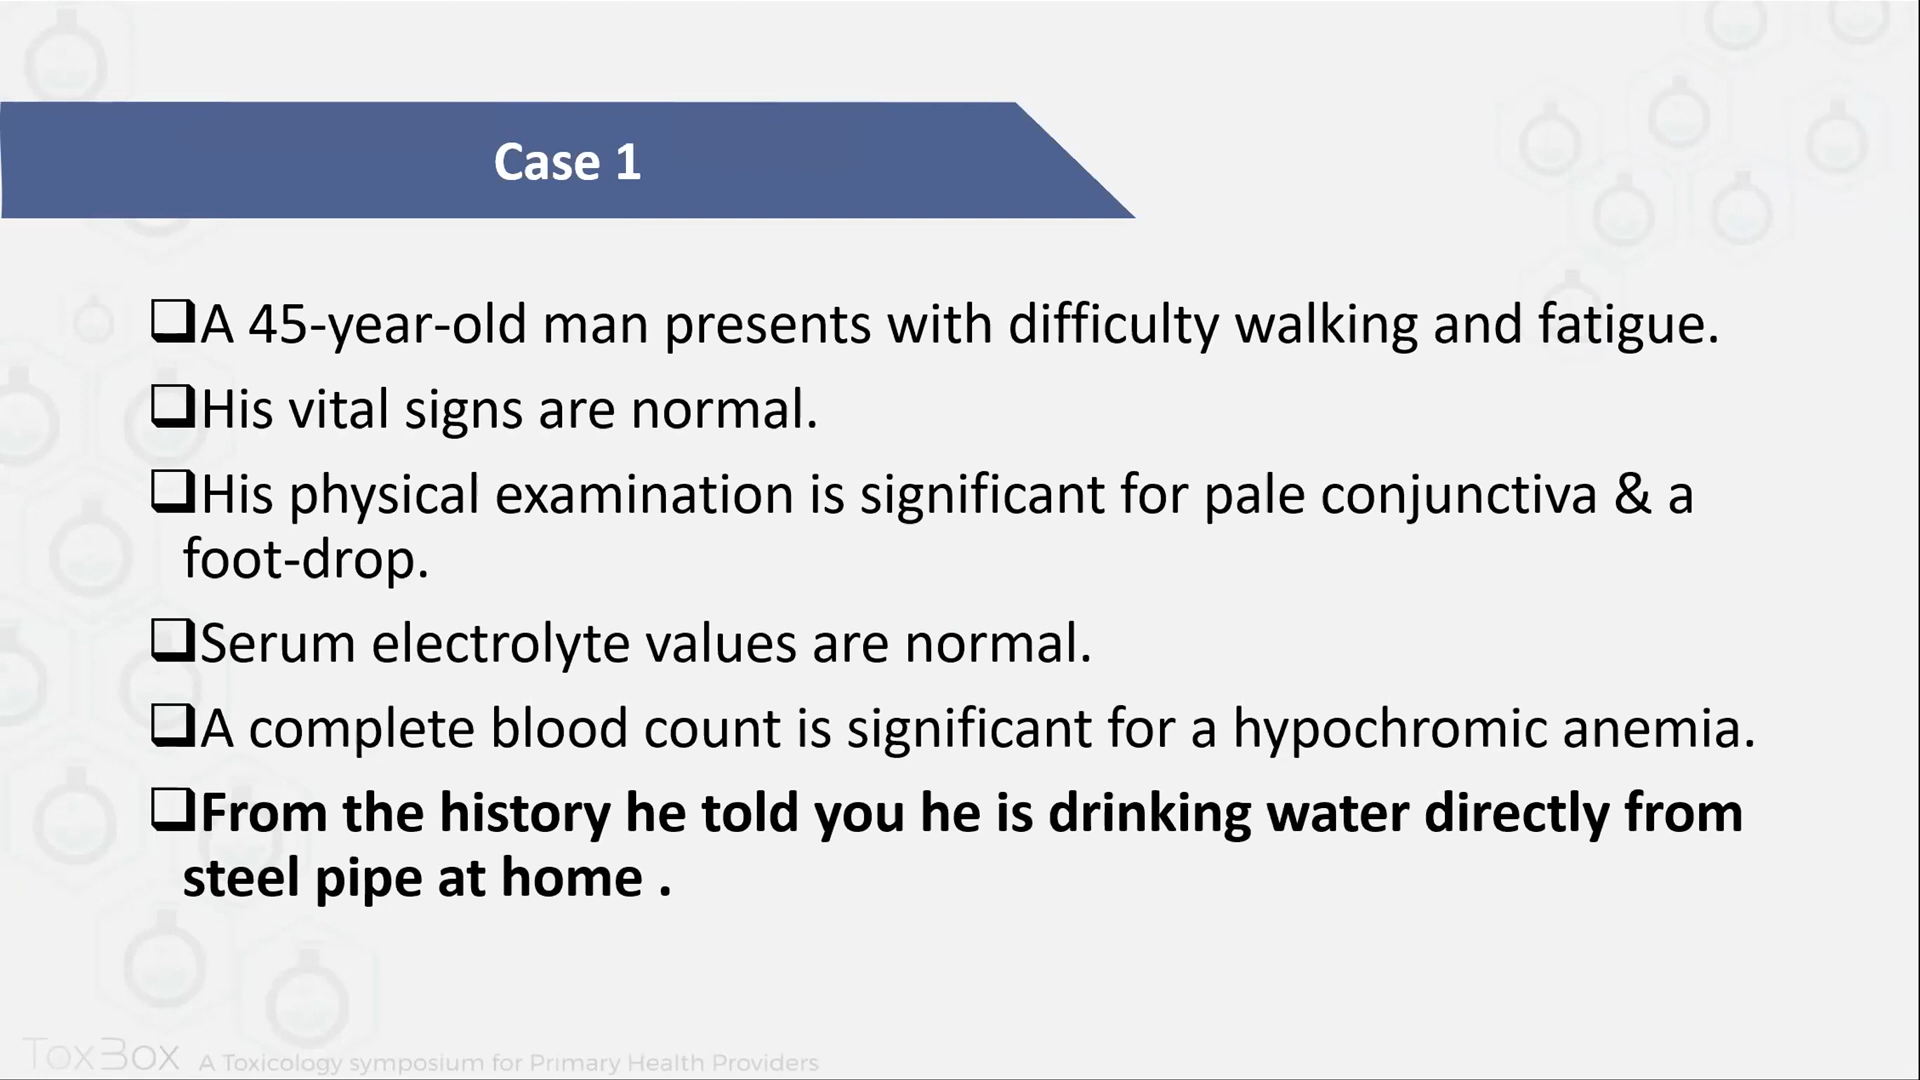 Case 1
❑A 45-year-old man presents with difficulty walking and fatigue.
❑His vital signs are normal.
❑His physical examination is significant for pale conjunctiva & a
foot-drop.
❑Serum electrolyte values are normal.
❑A complete blood count is significant for a hypochromic anemia.
❑From the history he told you he is drinking water directly from
steel pipe at home .
ToxBox A Toxicology symposium for Primary Health Providers